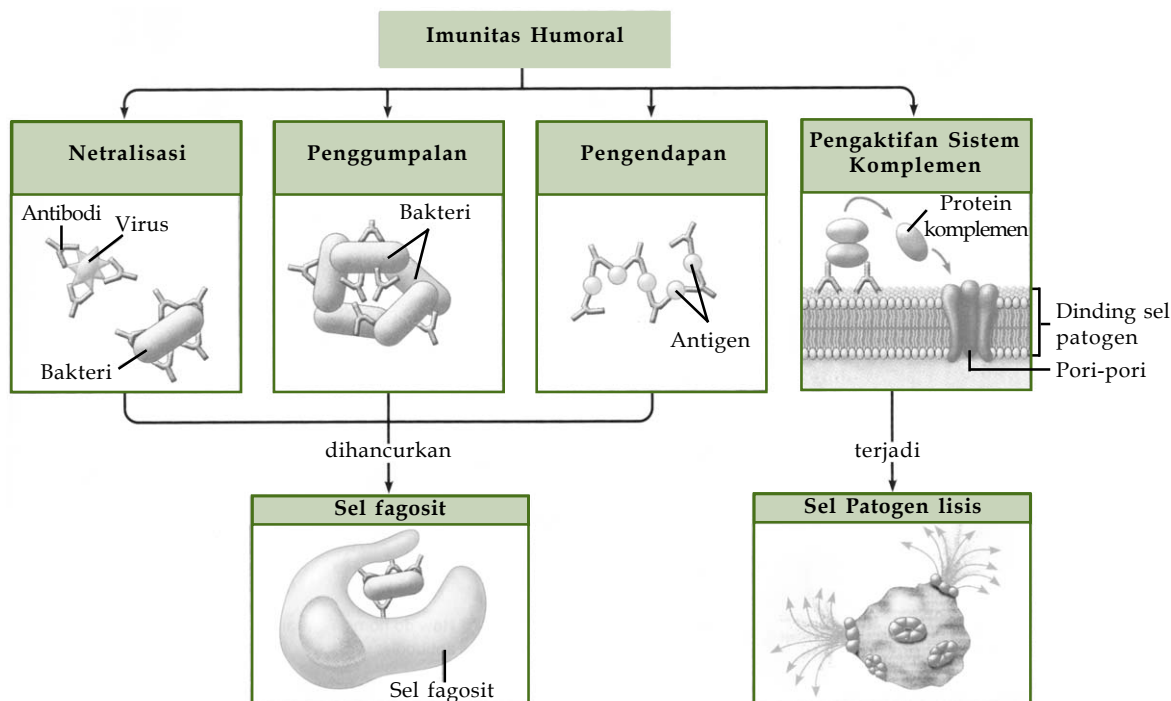 Imunitas Humoral
Netralisasi
Antibodi
Virus
Bakteri
Penggumpalan
Bakteri
Pengendapan
Antigen
Pengaktifan Sistem
Komplemen
Protein
komplemen
Dinding sel
patogen
Pori-pori
dihancurkan
terjadi
Sel fagosit
Sel fagosit
Sel Patogen lisis